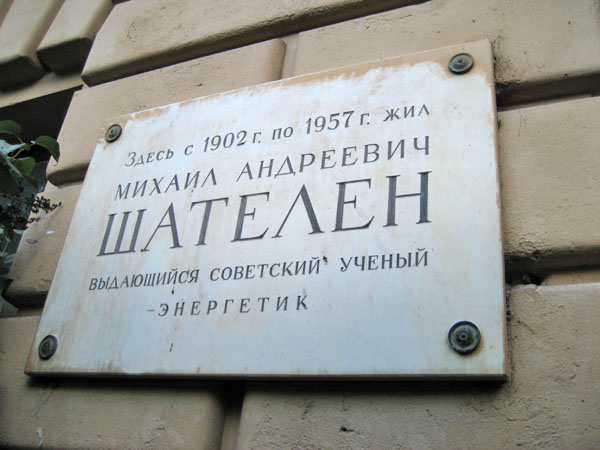 Здесь с 1902 г. по 1957 г. жил
МИХАИЛ АНДРЕЕВИЧ
ШАТЕЛЕН
ВЫДАЮЩИЙСЯ СОВЕТСКИЙ УЧЕНЫЙ
-ЭНЕРГЕТИК